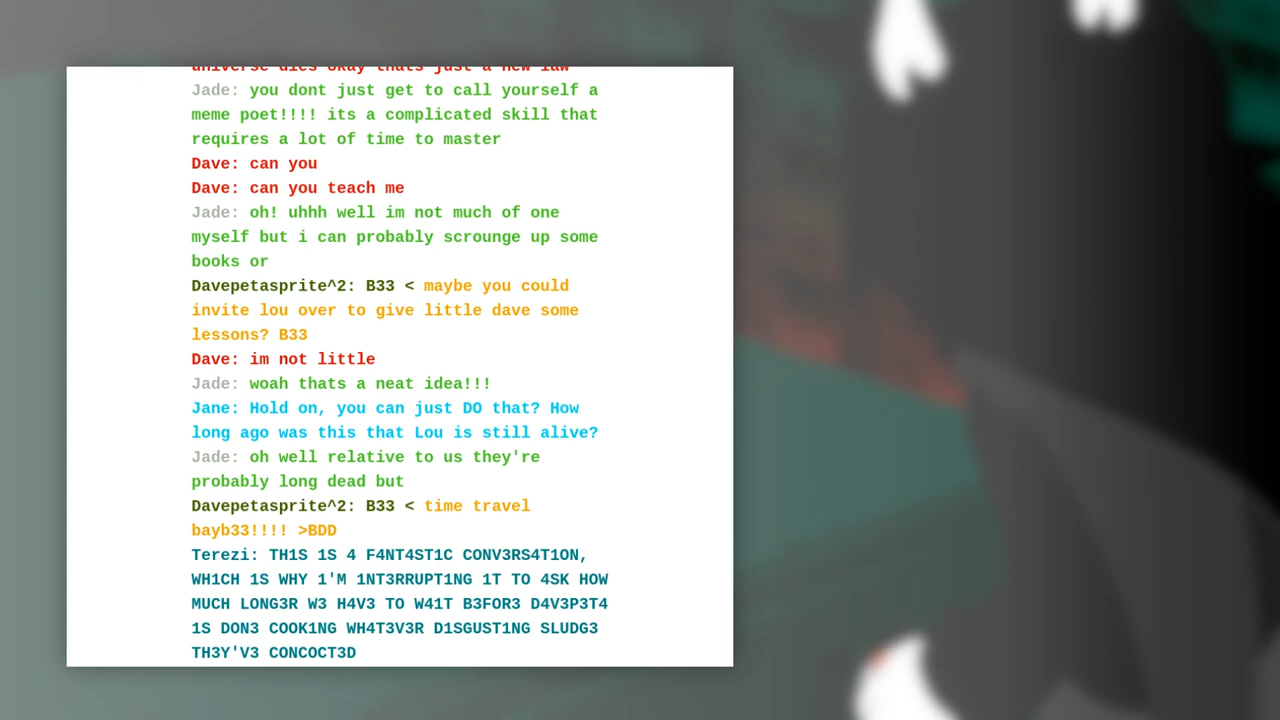 universe dies okay thats just a new law
Jade: you dont just get to call yourself a
meme poet!!!! its a complicated skill that
requires a lot of time to master
Dave: can you
Dave: can you teach me
Jade: oh! uhhh well im not much of one
myself but i can probably scrounge up some
books or
Davepetasprite^2: B33 < maybe you could
invite lou over to give little dave some
lessons? B33
Dave: im not little
Jade: woah thats a neat idea!!!
Jane: Hold on, you can just DO that? How
long ago was this that Lou is still alive?
Jade: oh well relative to us they're
probably long dead but
Davepetasprite^2: B33 < time travel
bayb33!!!! >BDD
Terezi: TH1S 1S 4 F4NT4ST1C CONV3RS4T1ON,
WH1CH 1S WHY 1'M 1NT3RRUPT1NG 1T TO 4SK HOW
MUCH LONG3R W3 H4V3 TO W41T B3FOR3 D4V3P3T4
1S DON3 COOK1NG WH4T3V3R D1SGUST1NG SLUDG3
TH3Y'V3 CONCOCT3D